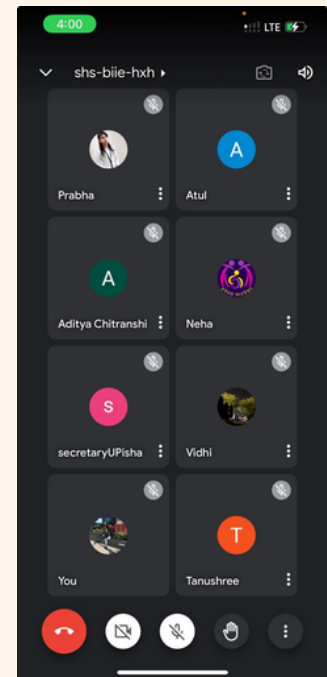 4:00
LTE
shs-biie-hxh
Prabha
A
Atul
A
Aditya Chitranshi
Neha
S
secretaryUPisha
Vidhi
You
T
Tanushree